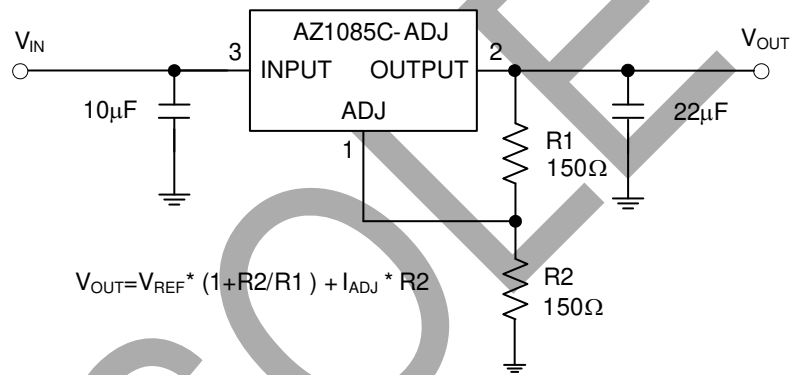 AZ1085C-ADJ
V_IN
3
INPUT
OUTPUT
2
V_OUT
ADJ
1
10μF
22μF
R1
150Ω
V_OUT=V_REF* (1+R2/R1 ) + I_ADJ * R2
R2
150Ω